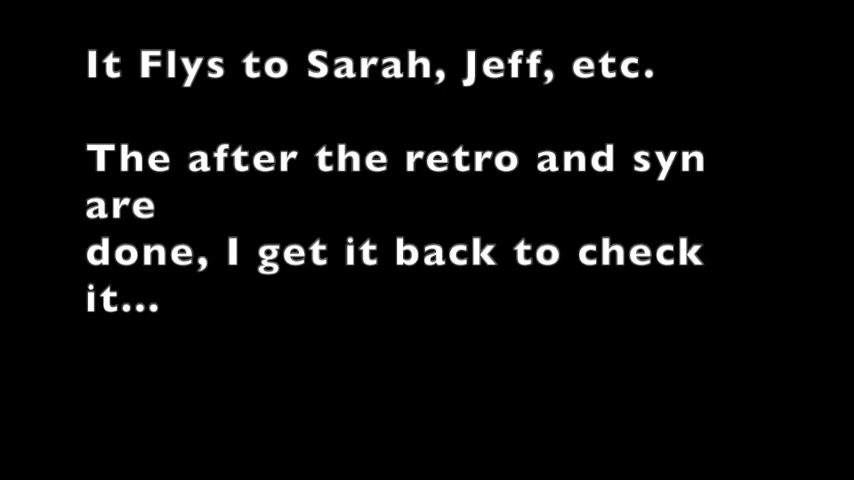 It Flys to Sarah, Jeff, etc.
The after the retro and syn
are
done, I get it back to check
it...